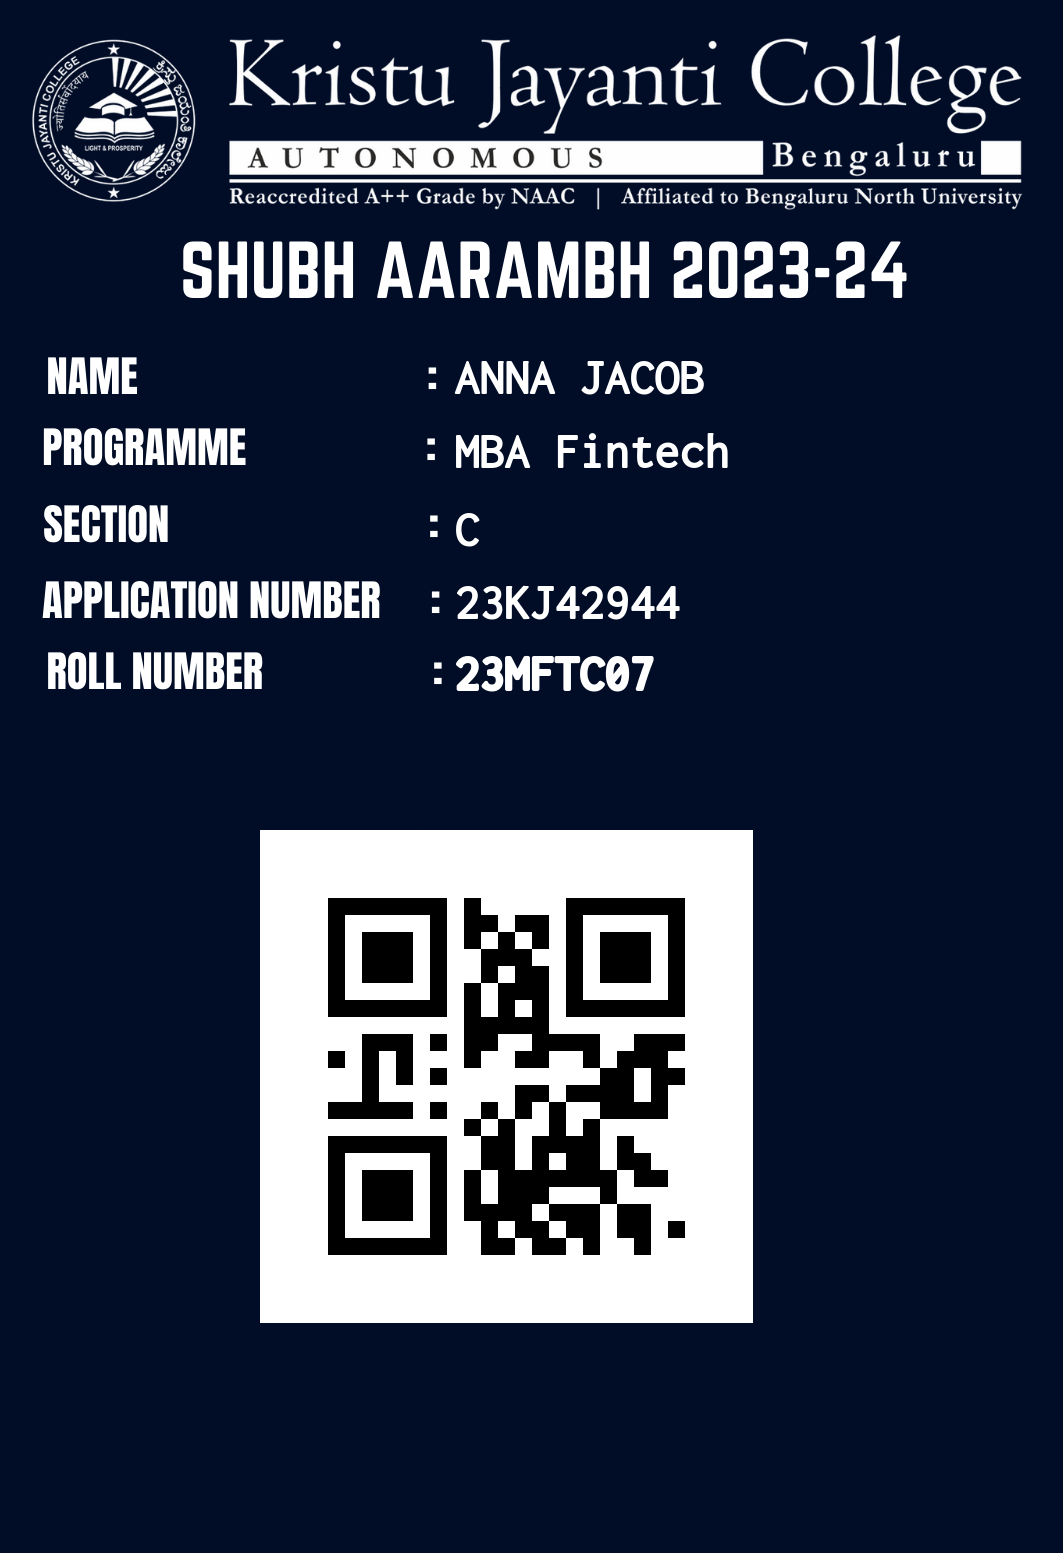 Kristu Jayanti College
AUTONOMOUS Bengaluru
Reaccredited A++ Grade by NAAC | Affiliated to Bengaluru North University
KRISTU JAYANTI COLLEGE
LIGHT & PROSPERITY
SHUBH AARAMBH 2023-24
NAME : ANNA JACOB
PROGRAMME : MBA Fintech
SECTION : C
APPLICATION NUMBER : 23KJ42944
ROLL NUMBER : 23MFTC07